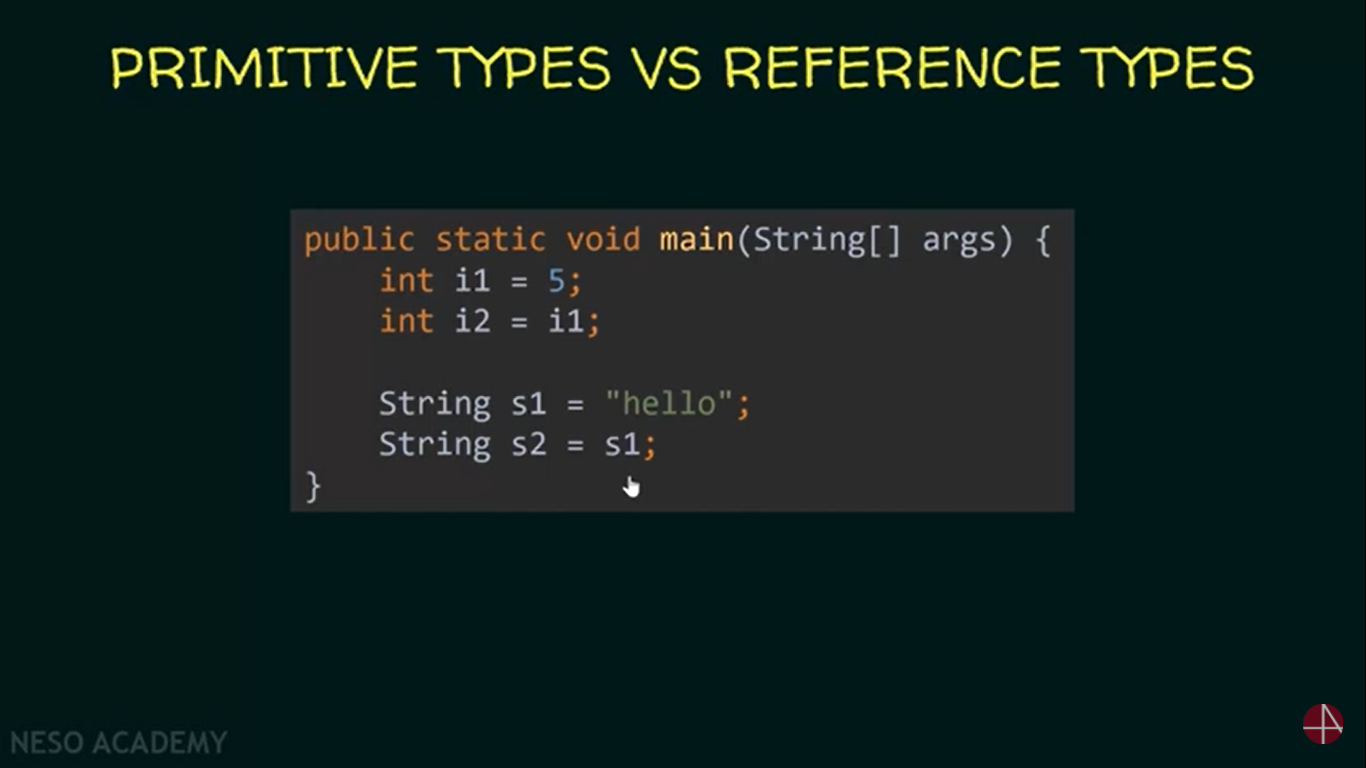 PRIMITIVE TYPES VS REFERENCE TYPES
public static void main(String[] args) {
    int i1 = 5;
    int i2 = i1;
    String s1 = "hello";
    String s2 = s1;
}
NESO ACADEMY